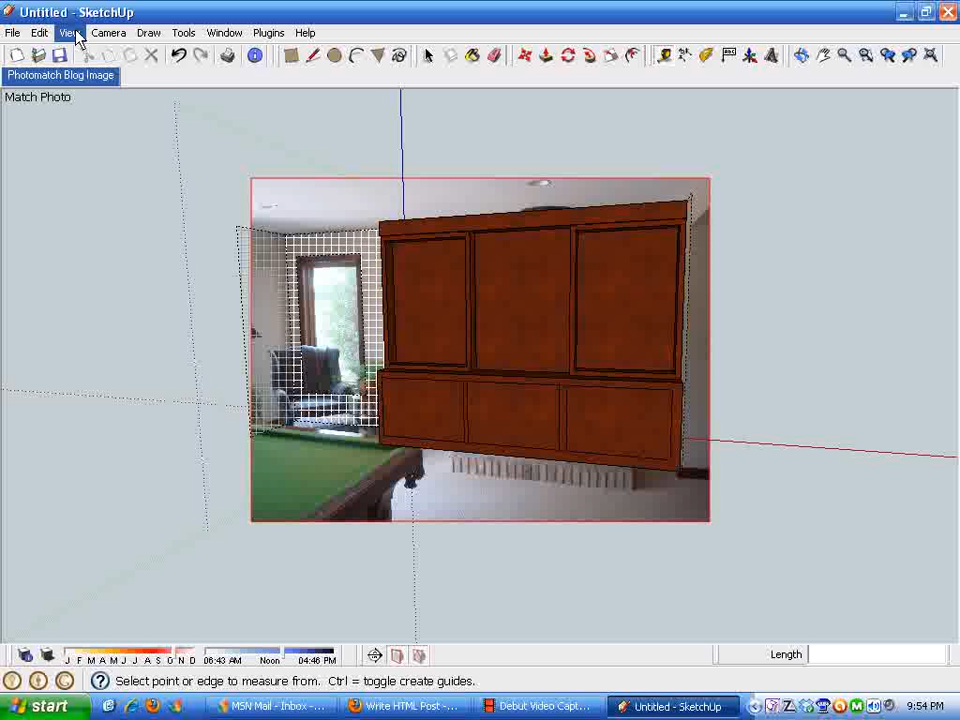 Untitled - SketchUp
File Edit View Camera Draw Tools Window Plugins Help
Photomatch Blog Image
Match Photo
J F M A M J J A S O N D 06:43 AM Noon 04:46 PM
Length
Select point or edge to measure from. Ctrl = toggle create guides.
start MSN Mail - Inbox -... Write HTML Post -... Debut Video Capt... Untitled - SketchUp 9:54 PM